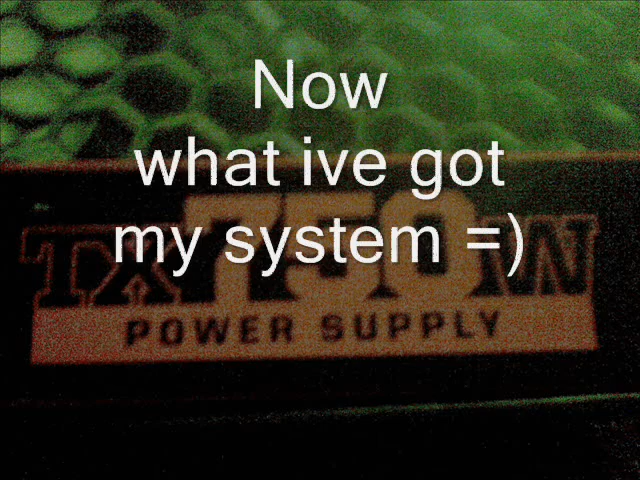 Now
what ive got
my system =)
TX750W
POWER SUPPLY